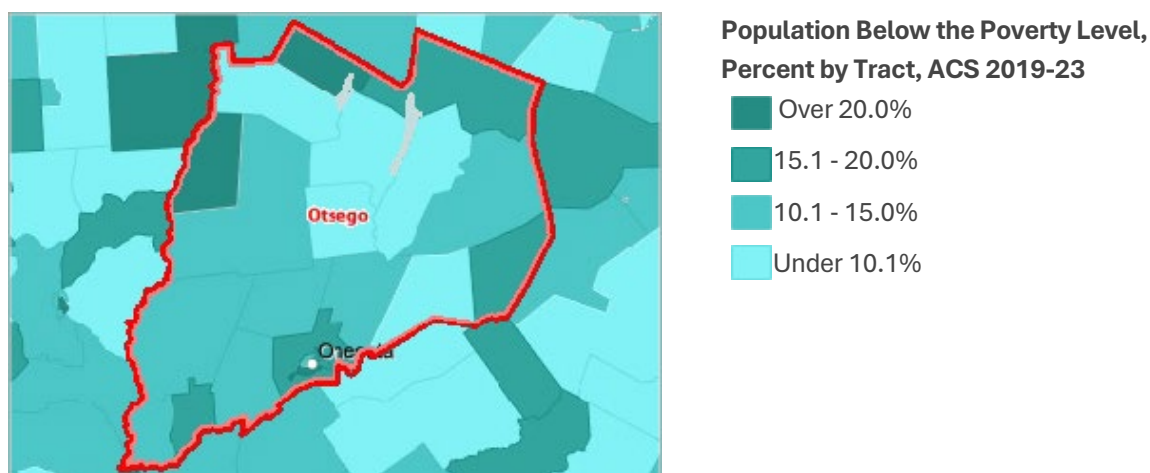 Population Below the Poverty Level,
Percent by Tract, ACS 2019-23
Over 20.0%
15.1 - 20.0%
10.1 - 15.0%
Under 10.1%
Otsego
Oneonta